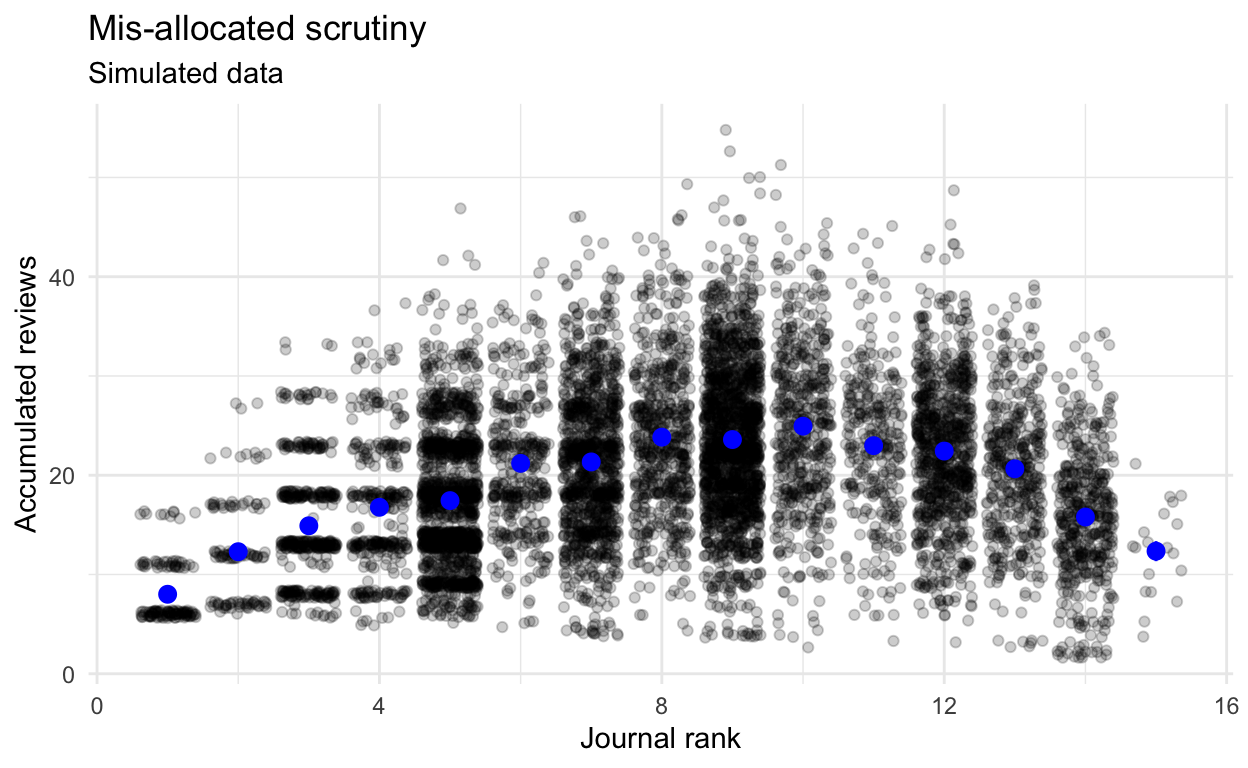 Mis-allocated scrutiny
Simulated data
Accumulated reviews
40
20
0
0 4 8 12 16
Journal rank